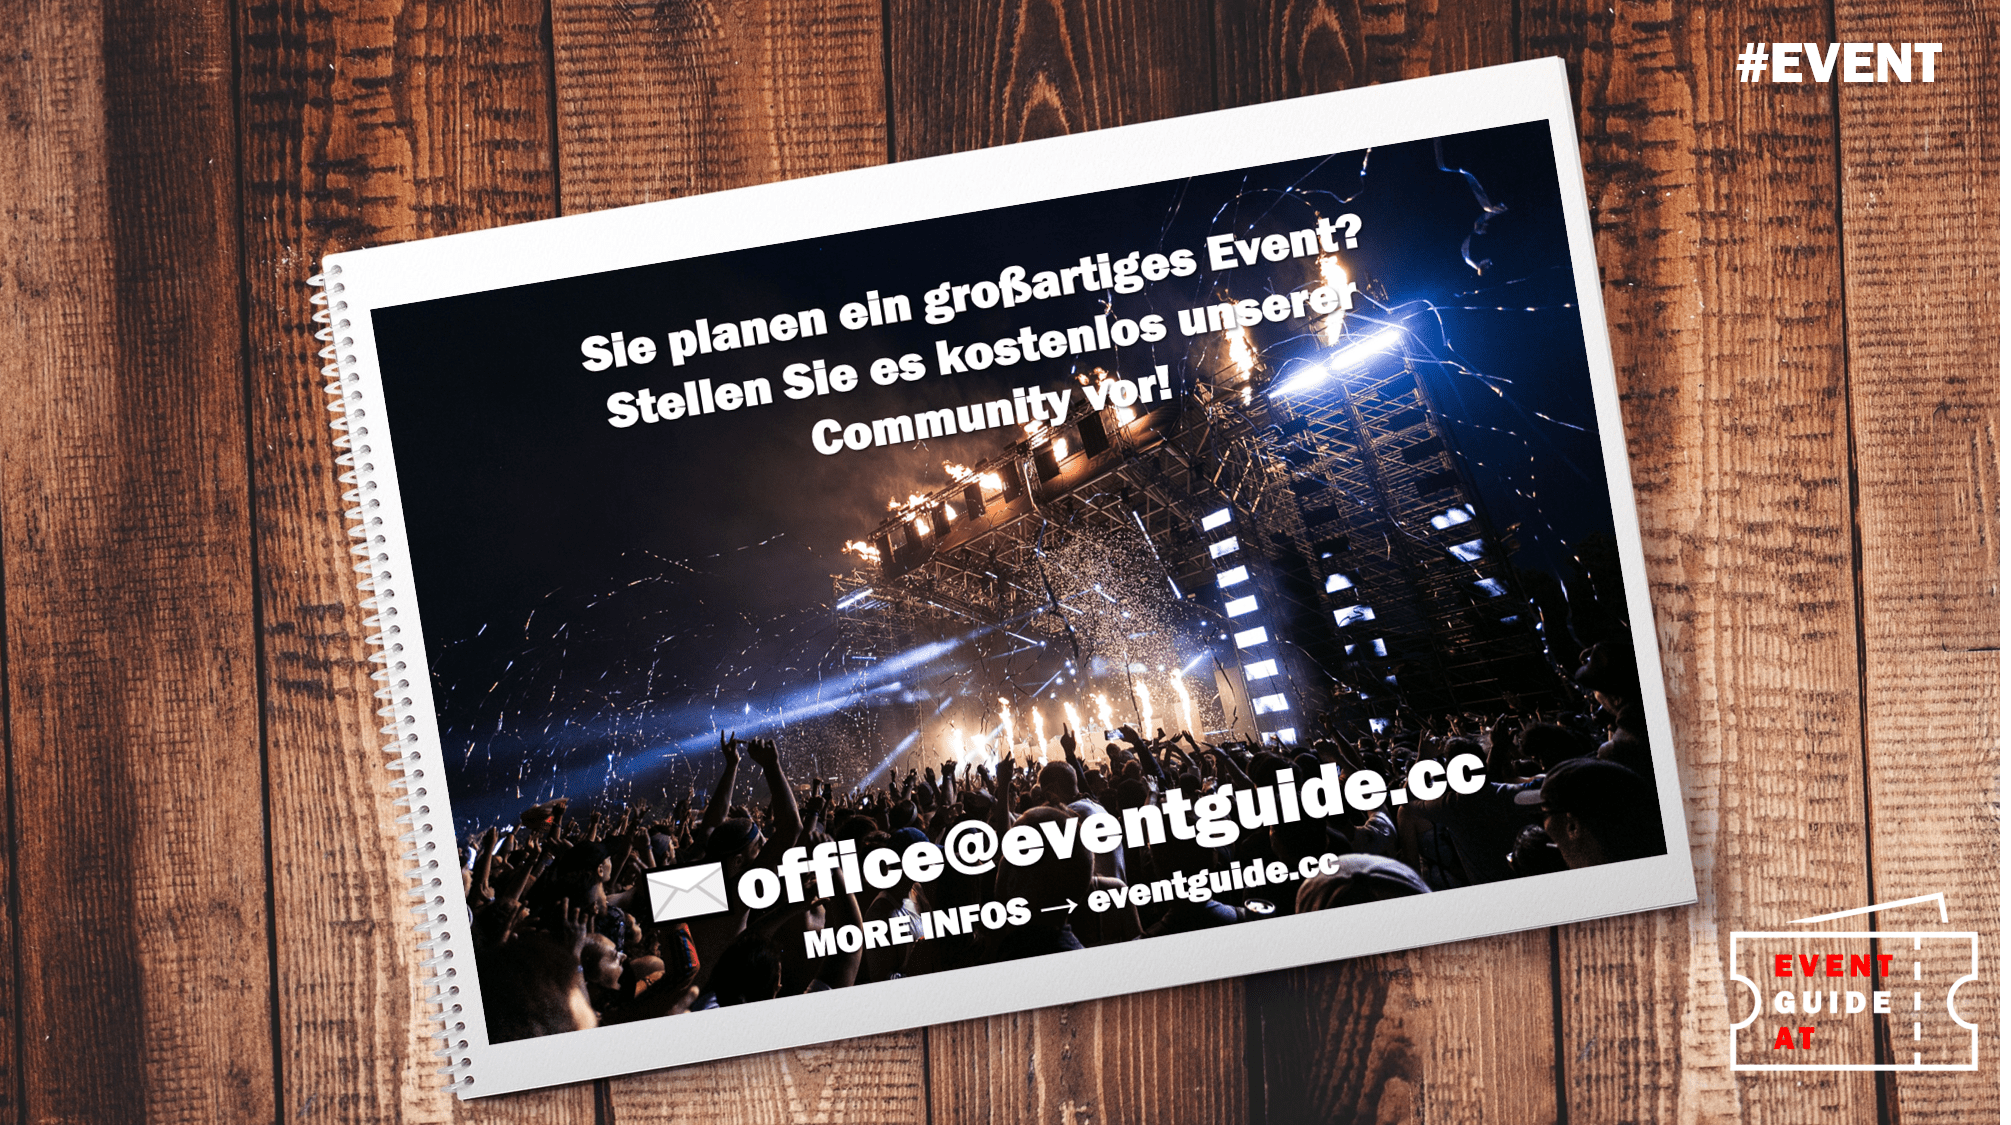 #EVENT
Sie planen ein großartiges Event?
Stellen Sie es kostenlos unserer
Community vor!
office@eventguide.cc
MORE INFOS → eventguide.cc
EVENT
GUIDE
AT